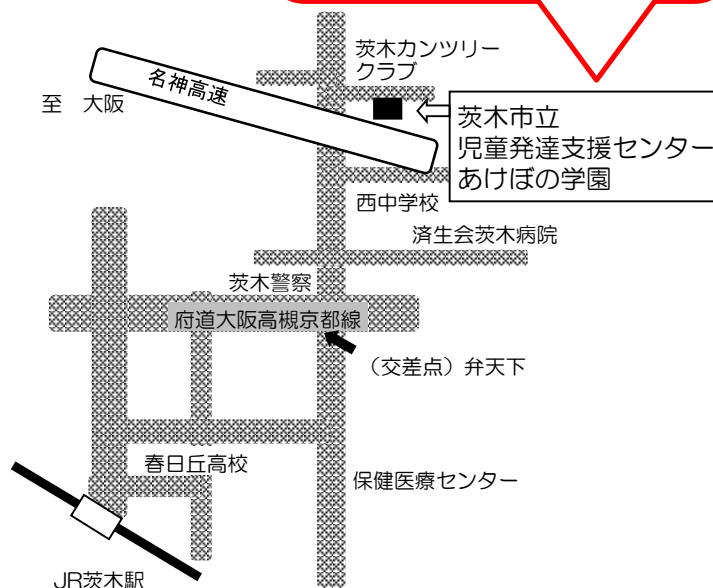 茨木カンツリー
クラブ
名神高速
至　大阪
茨木市立
児童発達支援センター
あけぼの学園
西中学校
済生会茨木病院
茨木警察
府道大阪高槻京都線
（交差点）弁天下
春日丘高校
保健医療センター
JR茨木駅